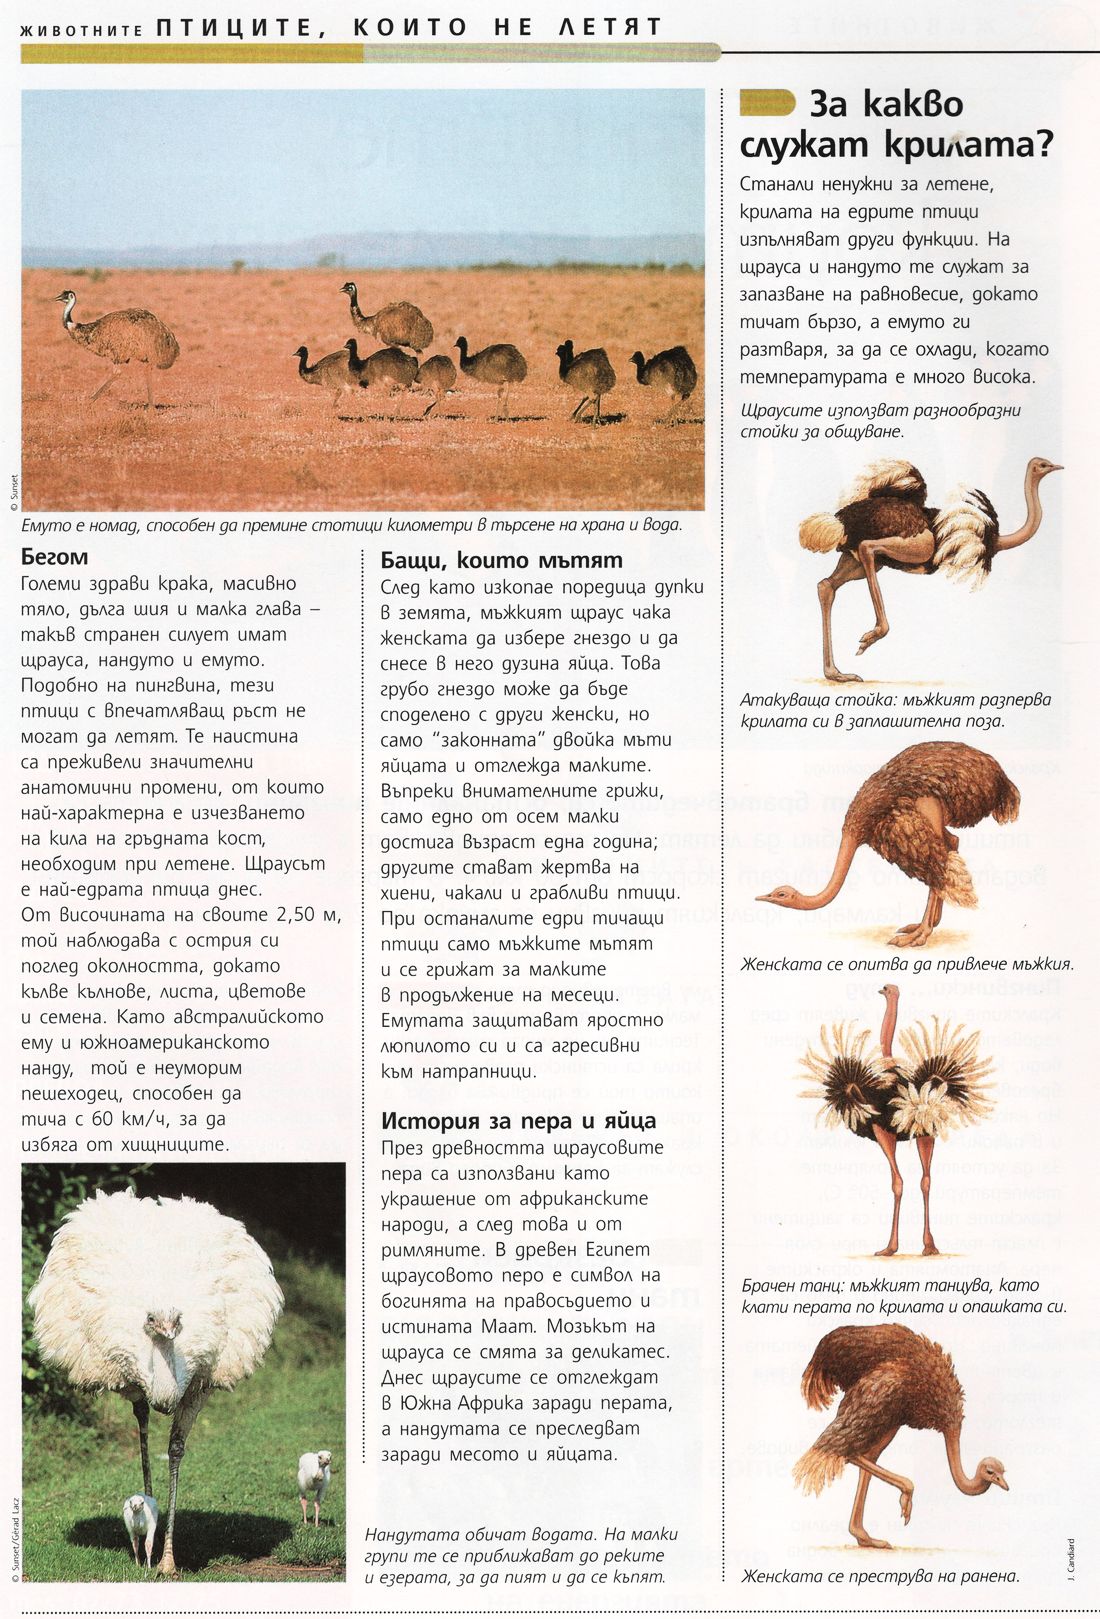 ЖИВОТНИТЕ ПТИЦИТЕ, КОИТО НЕ ЛЕТЯТ
© Sunset
Емуто е номад, способен да премине стотици километри в търсене на храна и вода.
Бегом
Големи здрави крака, масивно
тяло, дълга шия и малка глава –
такъв странен силует имат
щрауса, нандуто и емуто.
Подобно на пингвина, тези
птици с впечатляващ ръст не
могат да летят. Те наистина
са преживели значителни
анатомични промени, от които
най-характерна е изчезването
на кила на гръдната кост,
необходим при летене. Щраусът
е най-едрата птица днес.
От височината на своите 2,50 м,
той наблюдава с острия си
поглед околността, докато
кълве кълнове, листа, цветове
и семена. Като австралийското
ему и южноамериканското
нанду, той е неуморим
пешеходец, способен да
тича с 60 km/ч, за да
избяга от хищниците.
© Sunset/Gérad Lacz
Бащи, които мътят
След като изкопае поредица дупки
в земята, мъжкият щраус чака
женската да избере гнездо и да
снесе в него дузина яйца. Това
грубо гнездо може да бъде
споделено с други женски, но
само “законната” двойка мъти
яйцата и отглежда малките.
Въпреки внимателните грижи,
само едно от осем малки
достига възраст една година;
другите стават жертва на
хиени, чакали и грабливи птици.
При останалите едри тичащи
птици само мъжките мътят
и се грижат за малките
в продължение на месеци.
Емутата защитават яростно
люпилото си и са агресивни
към натрапници.
История за пера и яйца
През древността щраусовите
пера са използвани като
украшение от африканските
народи, а след това и от
римляните. В древен Египет
щраусовото перо е символ на
богинята на правосъдието и
истината Маат. Мозъкът на
щрауса се смята за деликатес.
Днес щраусите се отглеждат
в Южна Африка заради перата,
а нандутата се преследват
заради месото и яйцата.
Нандутата обичат водата. На малки
групи те се приближават до реките
и езерата, за да пият и да се къпят.
За какво
служат крилата?
Станали ненужни за летене,
крилата на едрите птици
изпълняват други функции. На
щрауса и нандуто те служат за
запазване на равновесие, докато
тичат бързо, а емуто ги
разтваря, за да се охлади, когато
температурата е много висока.
Щраусите използват разнообразни
стойки за общуване.
Атакуваща стойка: мъжкият разперва
крилата си в заплашителна поза.
Женската се опитва да привлече мъжкия.
Брачен танц: мъжкият танцува, като
клати перата по крилата и опашката си.
Женската се преструва на ранена.
J. Candiard